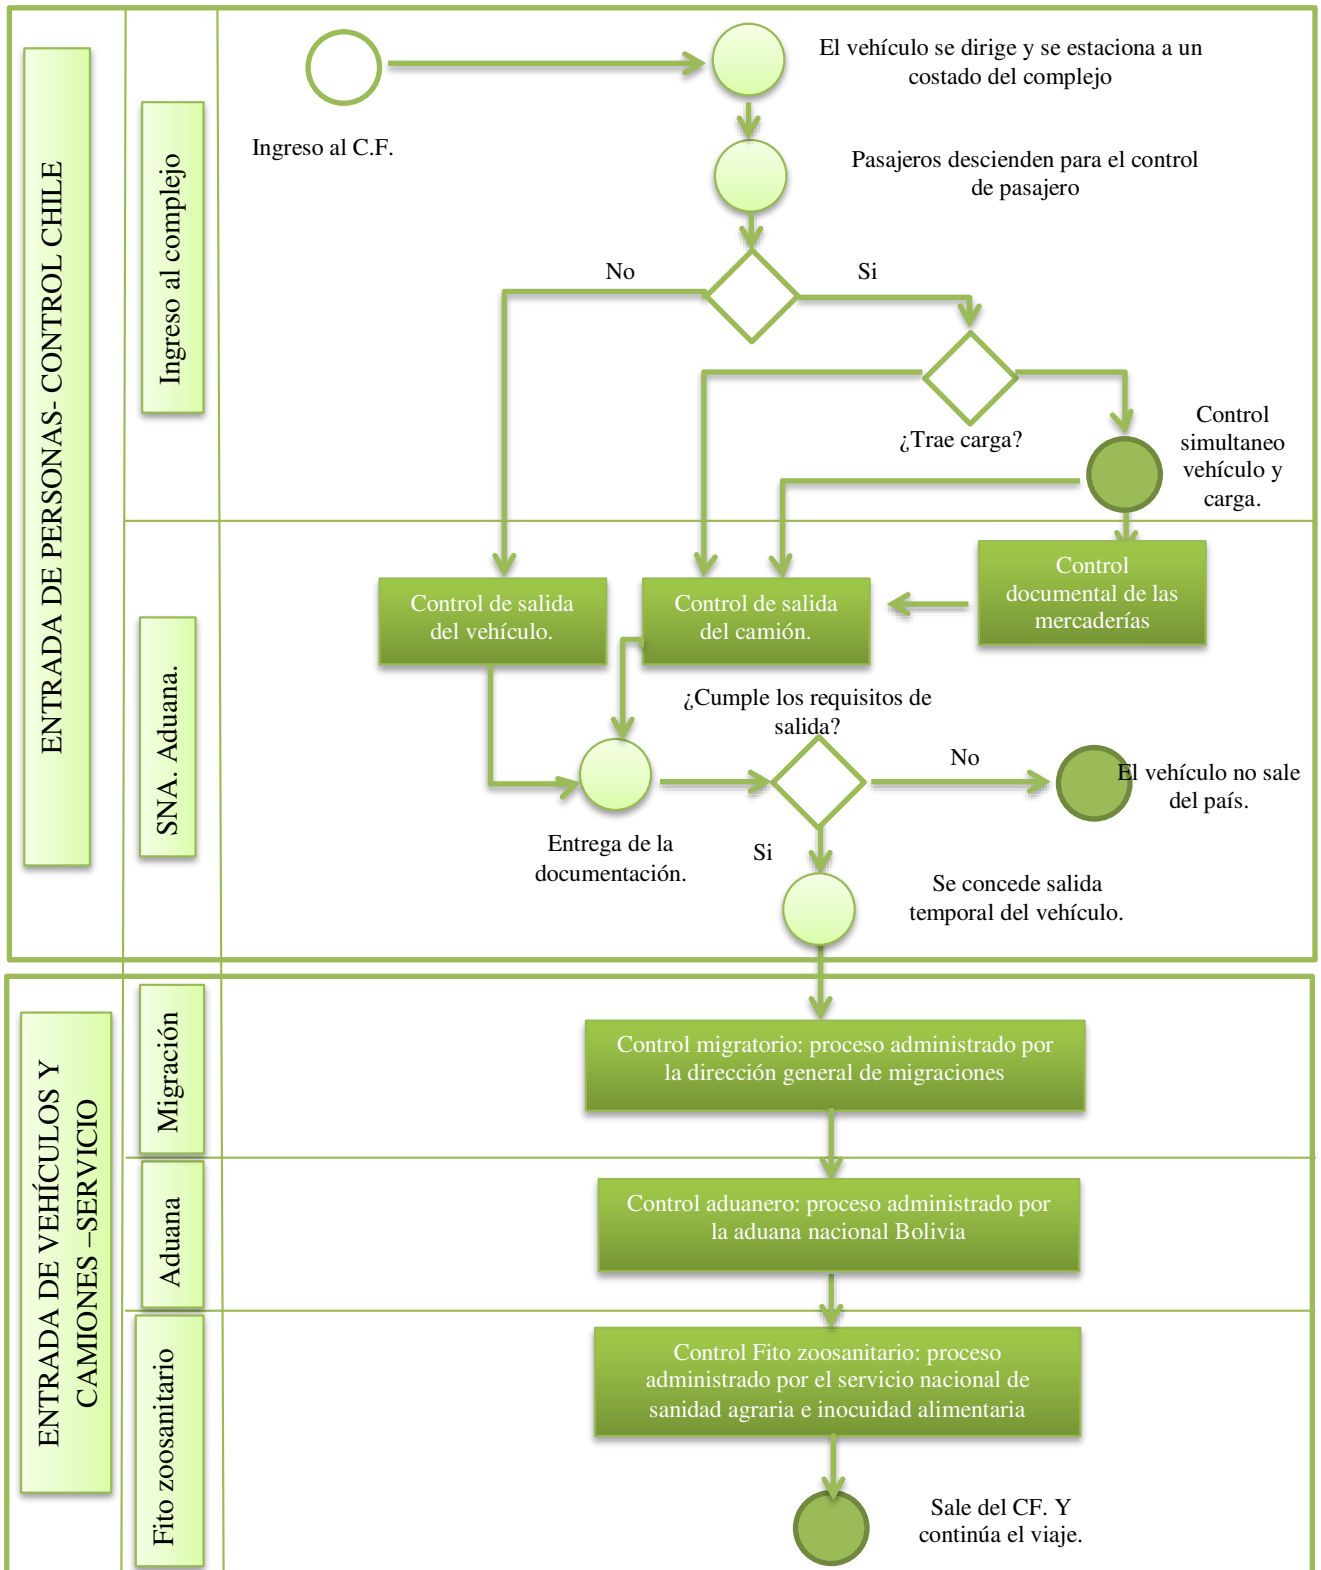 ENTRADA DE PERSONAS- CONTROL CHILE
Ingreso al complejo
Ingreso al C.F.
El vehículo se dirige y se estaciona a un
costado del complejo
Pasajeros descienden para el control
de pasajero
No
Si
¿Trae carga?
Control
simultaneo
vehículo y
carga.
SNA. Aduana.
Control de salida
del vehículo.
Control de salida
del camión.
Control
documental de las
mercaderías
¿Cumple los requisitos de
salida?
No
El vehículo no sale
del país.
Entrega de la
documentación.
Si
Se concede salida
temporal del vehículo.
ENTRADA DE VEHÍCULOS Y
CAMIONES –SERVICIO
Migración
Control migratorio: proceso administrado por
la dirección general de migraciones
Aduana
Control aduanero: proceso administrado por
la aduana nacional Bolivia
Fito zoosanitario
Control Fito zoosanitario: proceso
administrado por el servicio nacional de
sanidad agraria e inocuidad alimentaria
Sale del CF. Y
continúa el viaje.